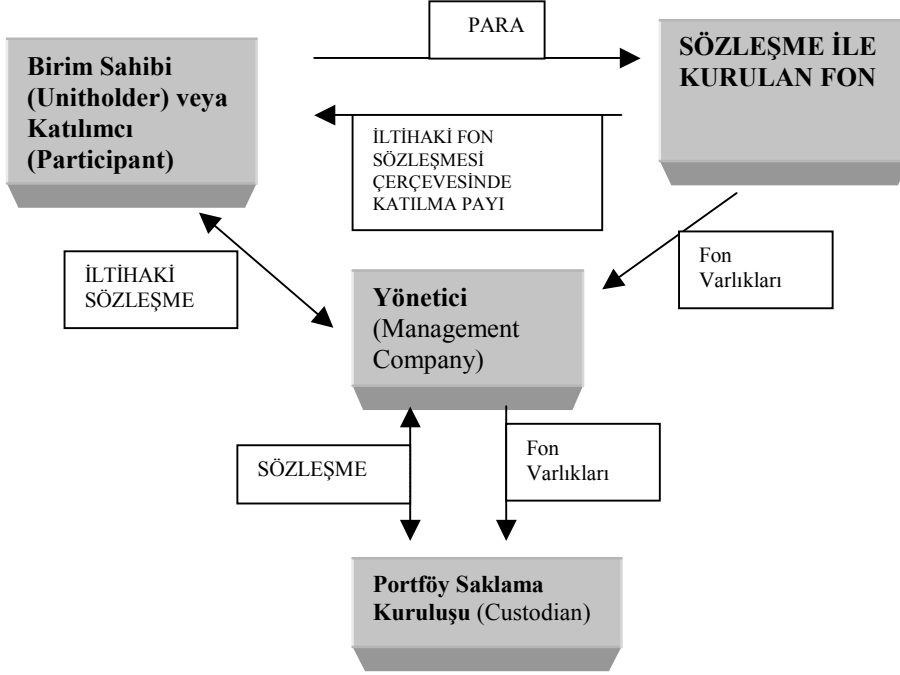 PARA
Birim Sahibi
(Unitholder) veya
Katılımcı
(Participant)
SÖZLEŞME İLE
KURULAN FON
İLTİHAKİ FON
SÖZLEŞMESİ
ÇERÇEVESİNDE
KATILMA PAYI
İLTİHAKİ
SÖZLEŞME
Fon
Varlıkları
Yönetici
(Management
Company)
SÖZLEŞME
Fon
Varlıkları
Portföy Saklama
Kuruluşu (Custodian)